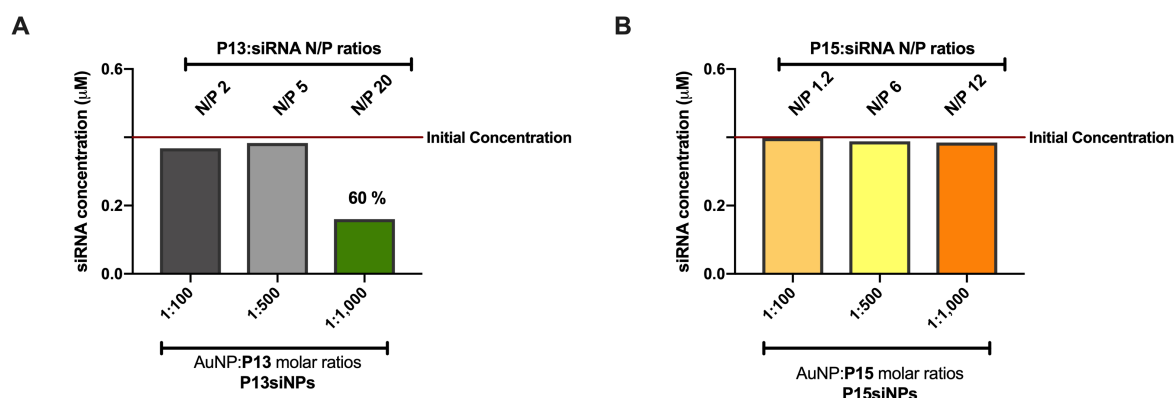 A
P13:siRNA N/P ratios
N/P 2
N/P 5
N/P 20
siRNA concentration (μM)
0.6
0.2
0.0
Initial Concentration
60 %
1:100
1:500
1:1,000
AuNP:P13 molar ratios
P13siNPs
B
P15:siRNA N/P ratios
N/P 1.2
N/P 6
N/P 12
siRNA concentration (μM)
0.6
0.2
0.0
Initial Concentration
1:100
1:500
1:1,000
AuNP:P15 molar ratios
P15siNPs